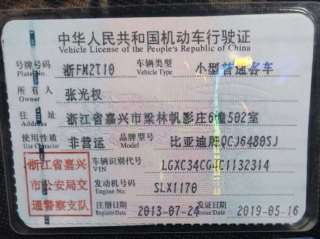 中华人民共和国机动车行驶证
Vehicle License of the People's Republic of China
号牌号码 浙FM2T10 车辆类型 小型普通客车
Plate No. Vehicle Type
所有人 张光权
Owner
住址 浙江省嘉兴市梁林帆影庄6幢502室
Address
使用性质 非营运 品牌型号 比亚迪牌QCJ6480SJ
Use Character Model
浙江省嘉兴 车辆识别代号 LGXC34CG4C1132314
VIN
市公安局交 发动机号码 SLX1170
Engine No.
通警察支队 注册日期 2013-07-24 发证日期 2019-05-16
Register Date Issue Date